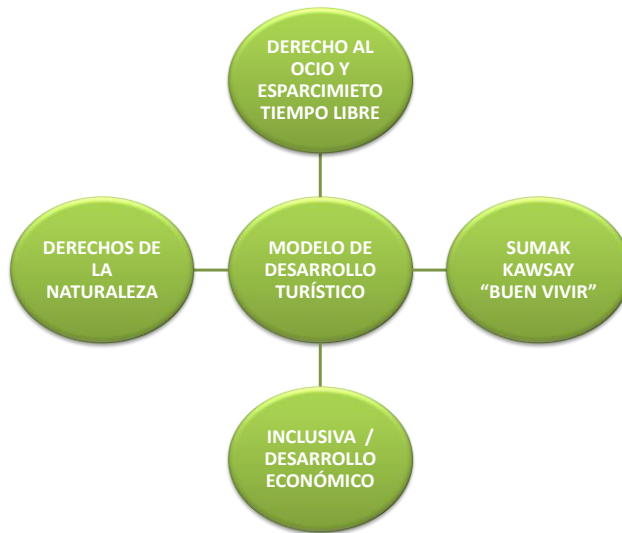 DERECHO AL
OCIO Y
ESPARCIMIETO
TIEMPO LIBRE
DERECHOS DE
LA
NATURALEZA
MODELO DE
DESARROLLO
TURÍSTICO
SUMAK
KAWSAY
“BUEN VIVIR”
INCLUSIVA /
DESARROLLO
ECONÓMICO